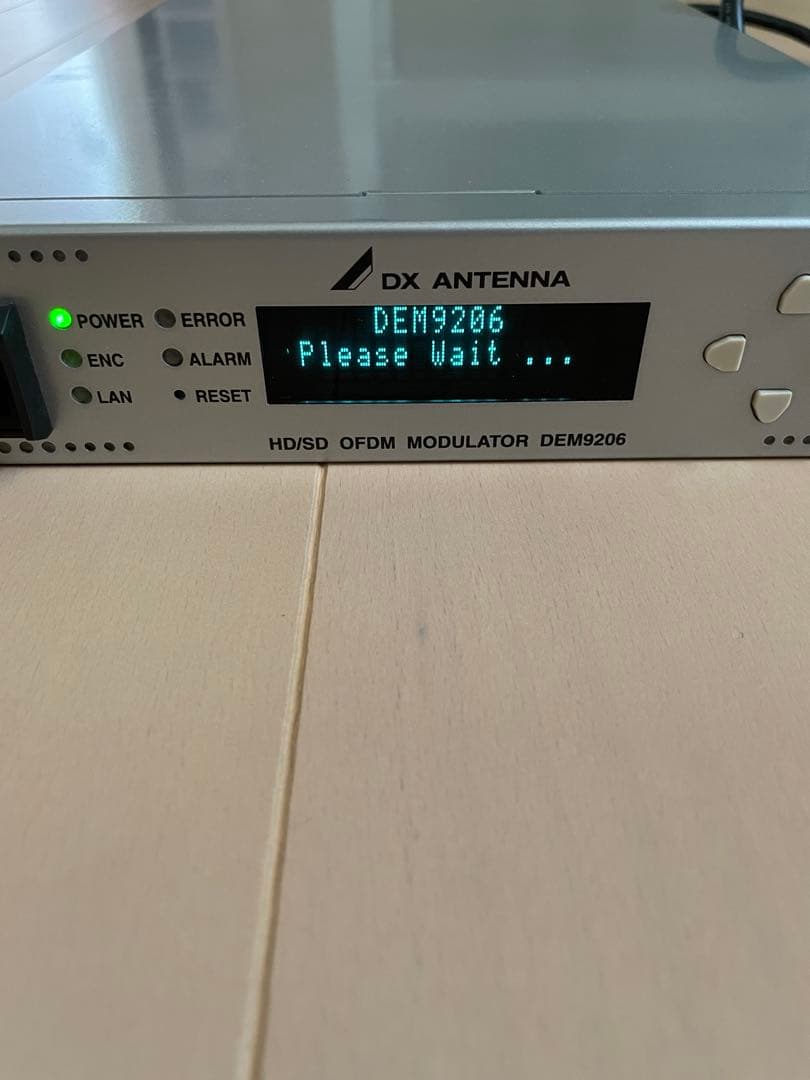 DX ANTENNA
POWER ERROR
ENC ALARM
LAN RESET
DEM9206
Please Wait ...
HD/SD OFDM MODULATOR DEM9206